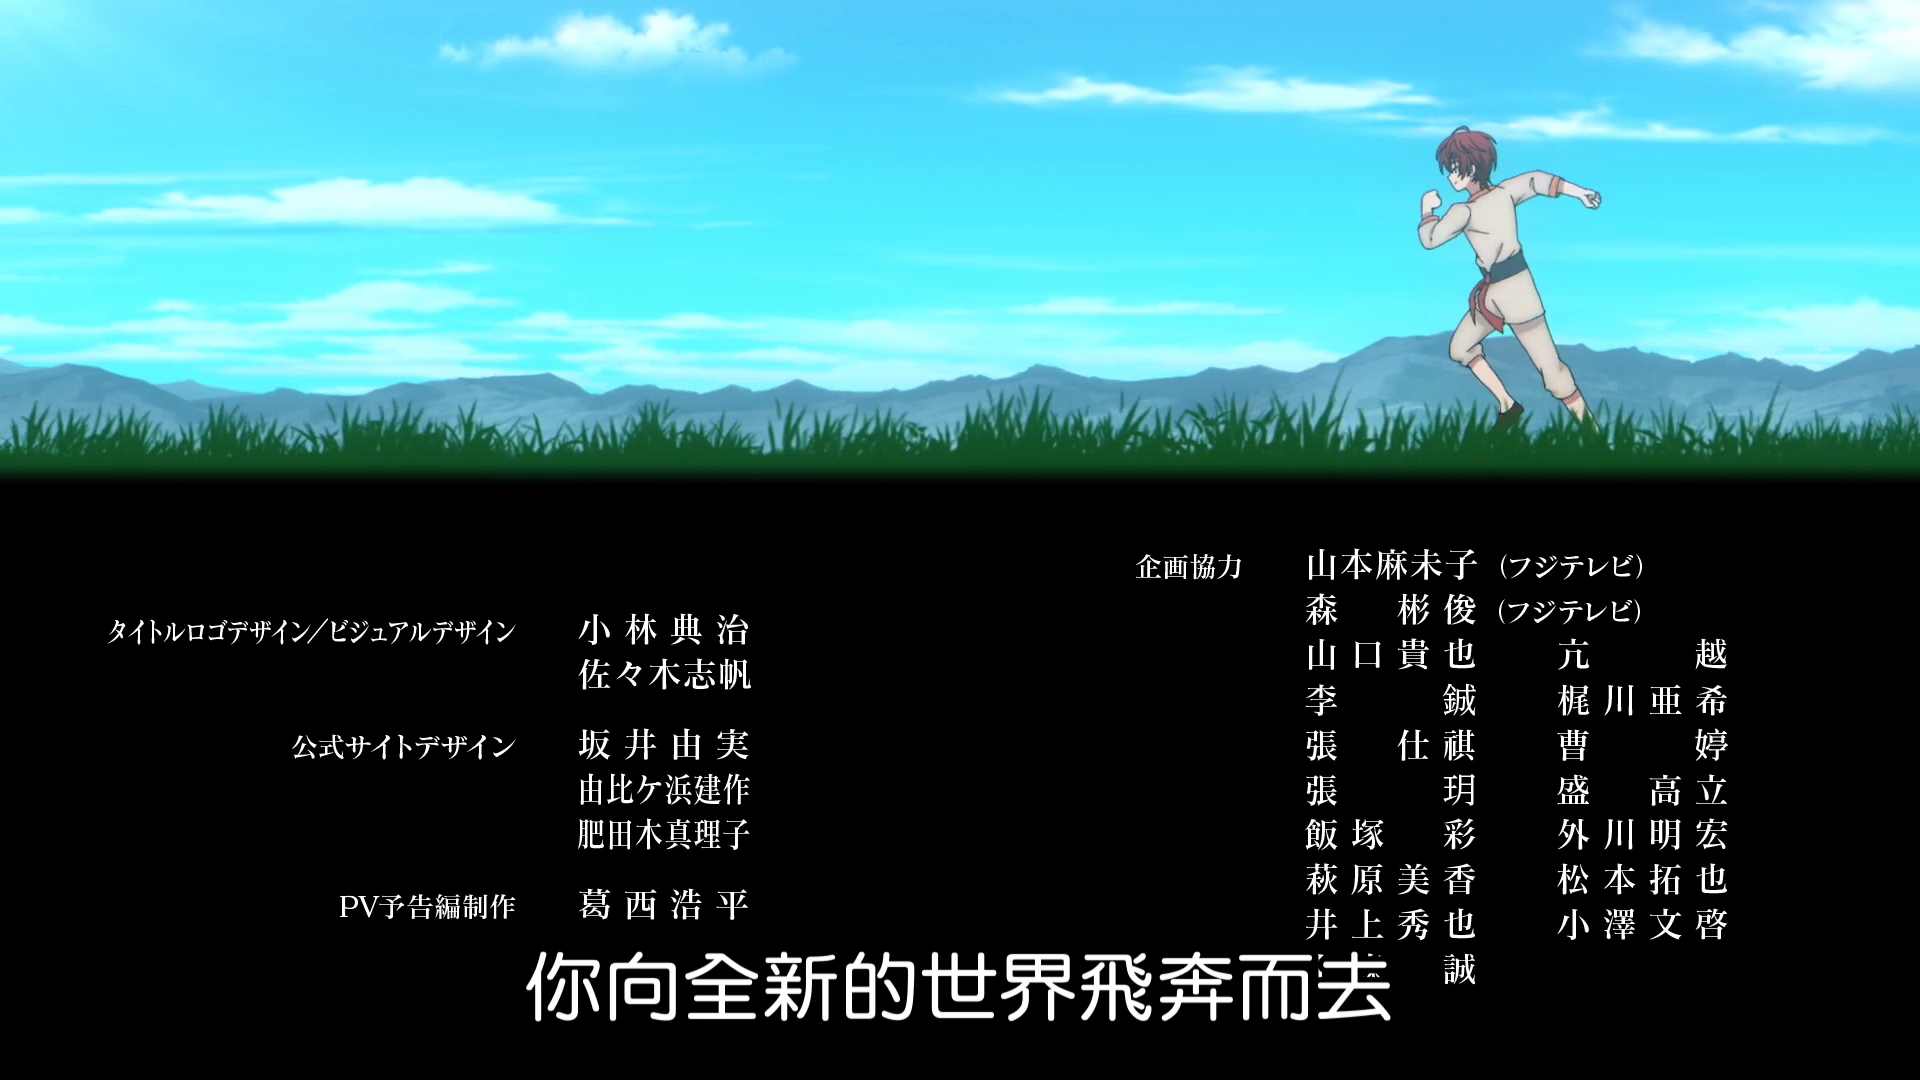 タイトルロゴデザイン／ビジュアルデザイン 小林典治
佐々木志帆
公式サイトデザイン 坂井由実
由比ケ浜建作
肥田木真理子
PV予告編制作 葛西浩平
企画協力 山本麻未子（フジテレビ）
森彬俊（フジテレビ）
山口貴也 亢越
李鋮 梶川亜希
張仕祺 曹婷
張玥 盛高立
飯塚彩 外川明宏
萩原美香 松本拓也
井上秀也 小澤文啓
誠
你向全新的世界飛奔而去